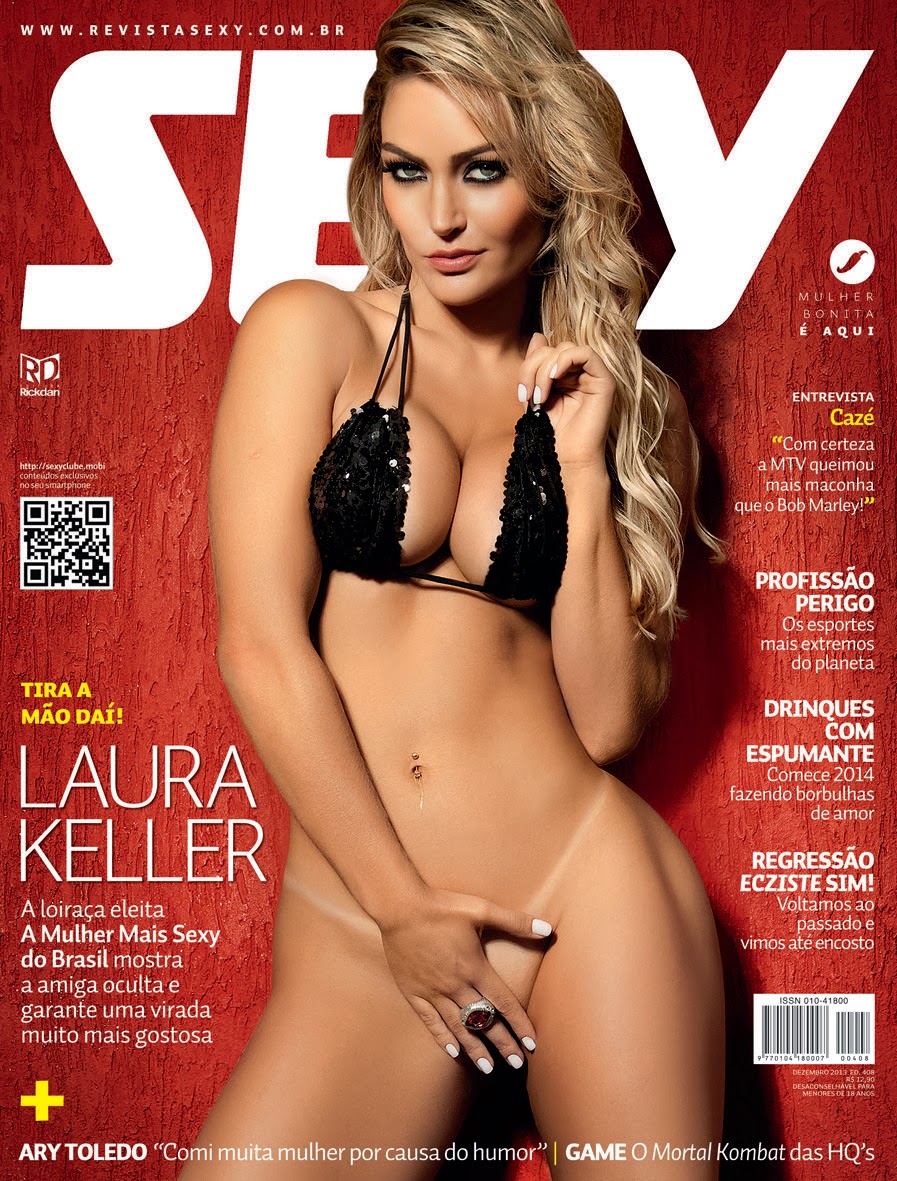 WWW.REVISTASEXY.COM.BR
SEXY.
MULHER
BONITA
É AQUI
RD
Rickdan
ENTREVISTA
Cazé
“Com certeza
a MTV queimou
mais maconha
que o Bob Marley!”
http://sexyclube.mobi
conteúdos exclusivos
no seu smartphone
PROFISSÃO
PERIGO
Os esportes
mais extremos
do planeta
TIRA A
MÃO DAÍ!
LAURA
KELLER
A loiraça eleita
A Mulher Mais Sexy
do Brasil mostra
a amiga oculta e
garante uma virada
muito mais gostosa
DRINQUES
COM
ESPUMANTE
Comece 2014
fazendo borbulhas
de amor
REGRESSÃO
ECZISTE SIM!
Voltamos ao
passado e
vimos até encosto
ISSN 010-41800
9 770104 180007 00408
DEZEMBRO 2013 ED. 408
R$ 12,90
DESACONSELHÁVEL PARA
MENORES DE 18 ANOS
+
ARY TOLEDO “Comi muita mulher por causa do humor” | GAME O Mortal Kombat das HQ’s